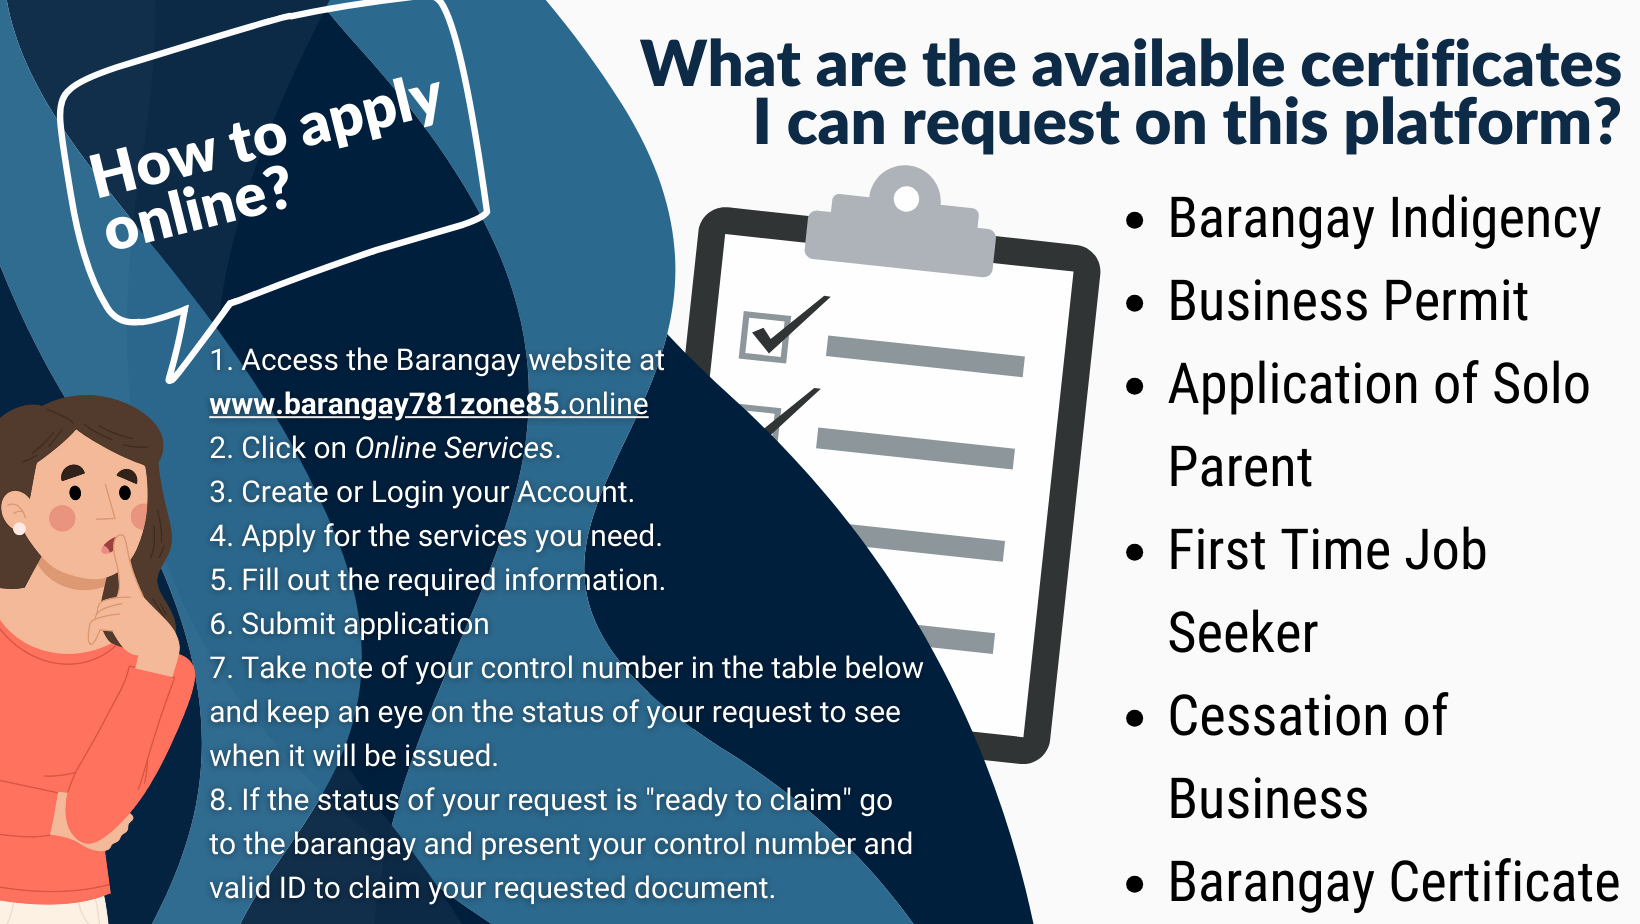 How to apply
online?
1. Access the Barangay website at
www.barangay781zone85.online
2. Click on Online Services.
3. Create or Login your Account.
4. Apply for the services you need.
5. Fill out the required information.
6. Submit application
7. Take note of your control number in the table below
and keep an eye on the status of your request to see
when it will be issued.
8. If the status of your request is "ready to claim" go
to the barangay and present your control number and
valid ID to claim your requested document.
What are the available certificates
I can request on this platform?
• Barangay Indigency
• Business Permit
• Application of Solo
Parent
• First Time Job
Seeker
• Cessation of
Business
• Barangay Certificate